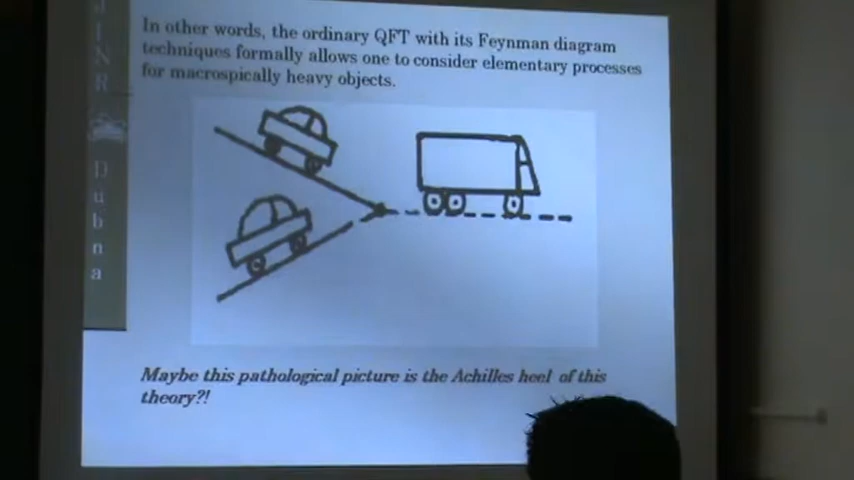 In other words, the ordinary QFT with its Feynman diagram
techniques formally allows one to consider elementary processes
for macrospically heavy objects.
Maybe this pathological picture is the Achilles heel of this
theory?!
J
I
N
R
D
u
b
n
a